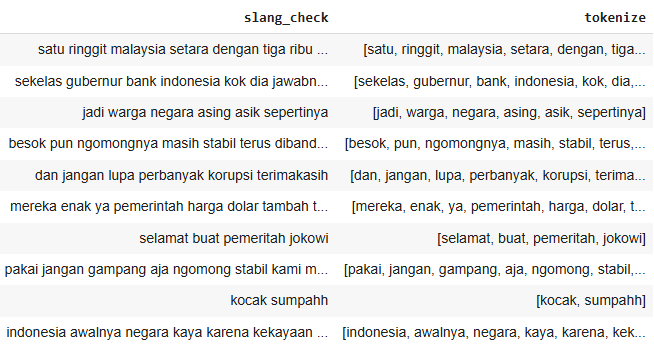 slang_check tokenize
satu ringgit malaysia setara dengan tiga ribu ... [satu, ringgit, malaysia, setara, dengan, tiga...
sekelas gubernur bank indonesia kok dia jawabn... [sekelas, gubernur, bank, indonesia, kok, dia,...
jadi warga negara asing asik sepertinya [jadi, warga, negara, asing, asik, sepertinya]
besok pun ngomongnya masih stabil terus diband... [besok, pun, ngomongnya, masih, stabil, terus,...
dan jangan lupa perbanyak korupsi terimakasih [dan, jangan, lupa, perbanyak, korupsi, terima...
mereka enak ya pemerintah harga dolar tambah t... [mereka, enak, ya, pemerintah, harga, dolar, t...
selamat buat pemeritah jokowi [selamat, buat, pemeritah, jokowi]
pakai jangan gampang aja ngomong stabil kami m... [pakai, jangan, gampang, aja, ngomong, stabil,...
kocak sumpahh [kocak, sumpahh]
indonesia awalnya negara kaya karena kekayaan ... [indonesia, awalnya, negara, kaya, karena, kek...